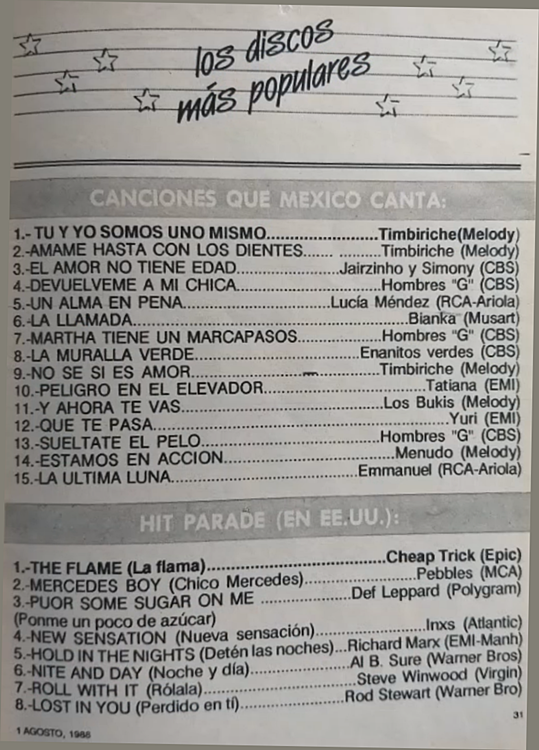 los discos
más populares
CANCIONES QUE MEXICO CANTA:
1.- TU Y YO SOMOS UNO MISMO....................Timbiriche(Melody)
2.-AMAME HASTA CON LOS DIENTES...... .........Timbiriche (Melody)
3.-EL AMOR NO TIENE EDAD..................Jairzinho y Simony (CBS)
4.-DEVUELVEME A MI CHICA.........................Hombres "G" (CBS)
5.-UN ALMA EN PENA.........................Lucía Méndez (RCA-Ariola)
6.-LA LLAMADA................................................Bianka (Musart)
7.-MARTHA TIENE UN MARCAPASOS...............Hombres "G" (CBS)
8.-LA MURALLA VERDE.............................Enanitos verdes (CBS)
9.-NO SE SI ES AMOR.................................Timbiriche (Melody)
10.-PELIGRO EN EL ELEVADOR............................Tatiana (EMI)
11.-Y AHORA TE VAS....................................Los Bukis (Melody)
12.-QUE TE PASA....................................................Yuri (EMI)
13.-SUELTATE EL PELO...............................Hombres "G" (CBS)
14.-ESTAMOS EN ACCION..............................Menudo (Melody)
15.-LA ULTIMA LUNA................................Emmanuel (RCA-Ariola)
HIT PARADE (EN EE.UU.):
1.-THE FLAME (La flama)...............................Cheap Trick (Epic)
2.-MERCEDES BOY (Chico Mercedes)....................Pebbles (MCA)
3.-PUOR SOME SUGAR ON ME ...............Def Leppard (Polygram)
(Ponme un poco de azúcar)
4.-NEW SENSATION (Nueva sensación)....................Inxs (Atlantic)
5.-HOLD IN THE NIGHTS (Detén las noches)...Richard Marx (EMI-Manh)
6.-NITE AND DAY (Noche y día)....................Al B. Sure (Warner Bros)
7.-ROLL WITH IT (Rólala)..........................Steve Winwood (Virgin)
8.-LOST IN YOU (Perdido en tí)..................Rod Stewart (Warner Bro)
31
1 AGOSTO, 1988